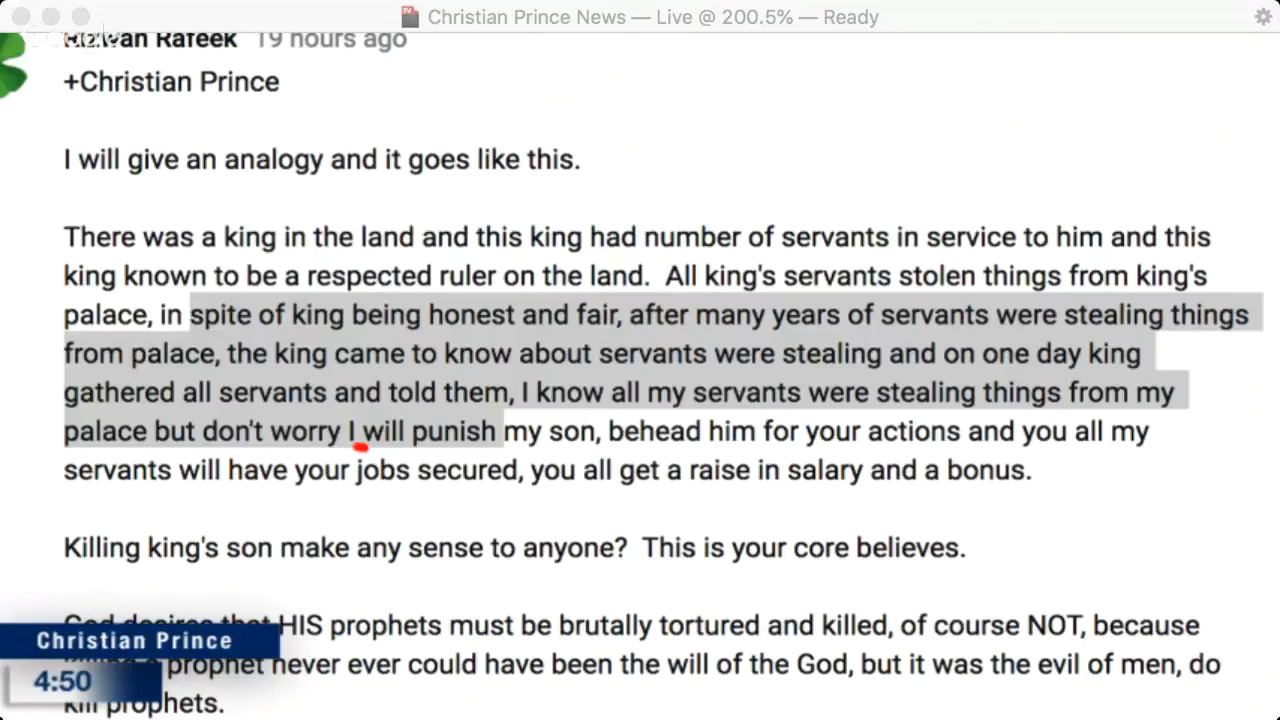 Christian Prince News — Live @ 200.5% — Ready
Rafeek 19 hours ago
+Christian Prince
I will give an analogy and it goes like this.
There was a king in the land and this king had number of servants in service to him and this
king known to be a respected ruler on the land. All king's servants stolen things from king's
palace, in spite of king being honest and fair, after many years of servants were stealing things
from palace, the king came to know about servants were stealing and on one day king
gathered all servants and told them, I know all my servants were stealing things from my
palace but don't worry I will punish my son, behead him for your actions and you all my
servants will have your jobs secured, you all get a raise in salary and a bonus.
Killing king's son make any sense to anyone? This is your core believes.
God desires that HIS prophets must be brutally tortured and killed, of course NOT, because
a prophet never ever could have been the will of the God, but it was the evil of men, do
kill prophets.
Christian Prince
4:50